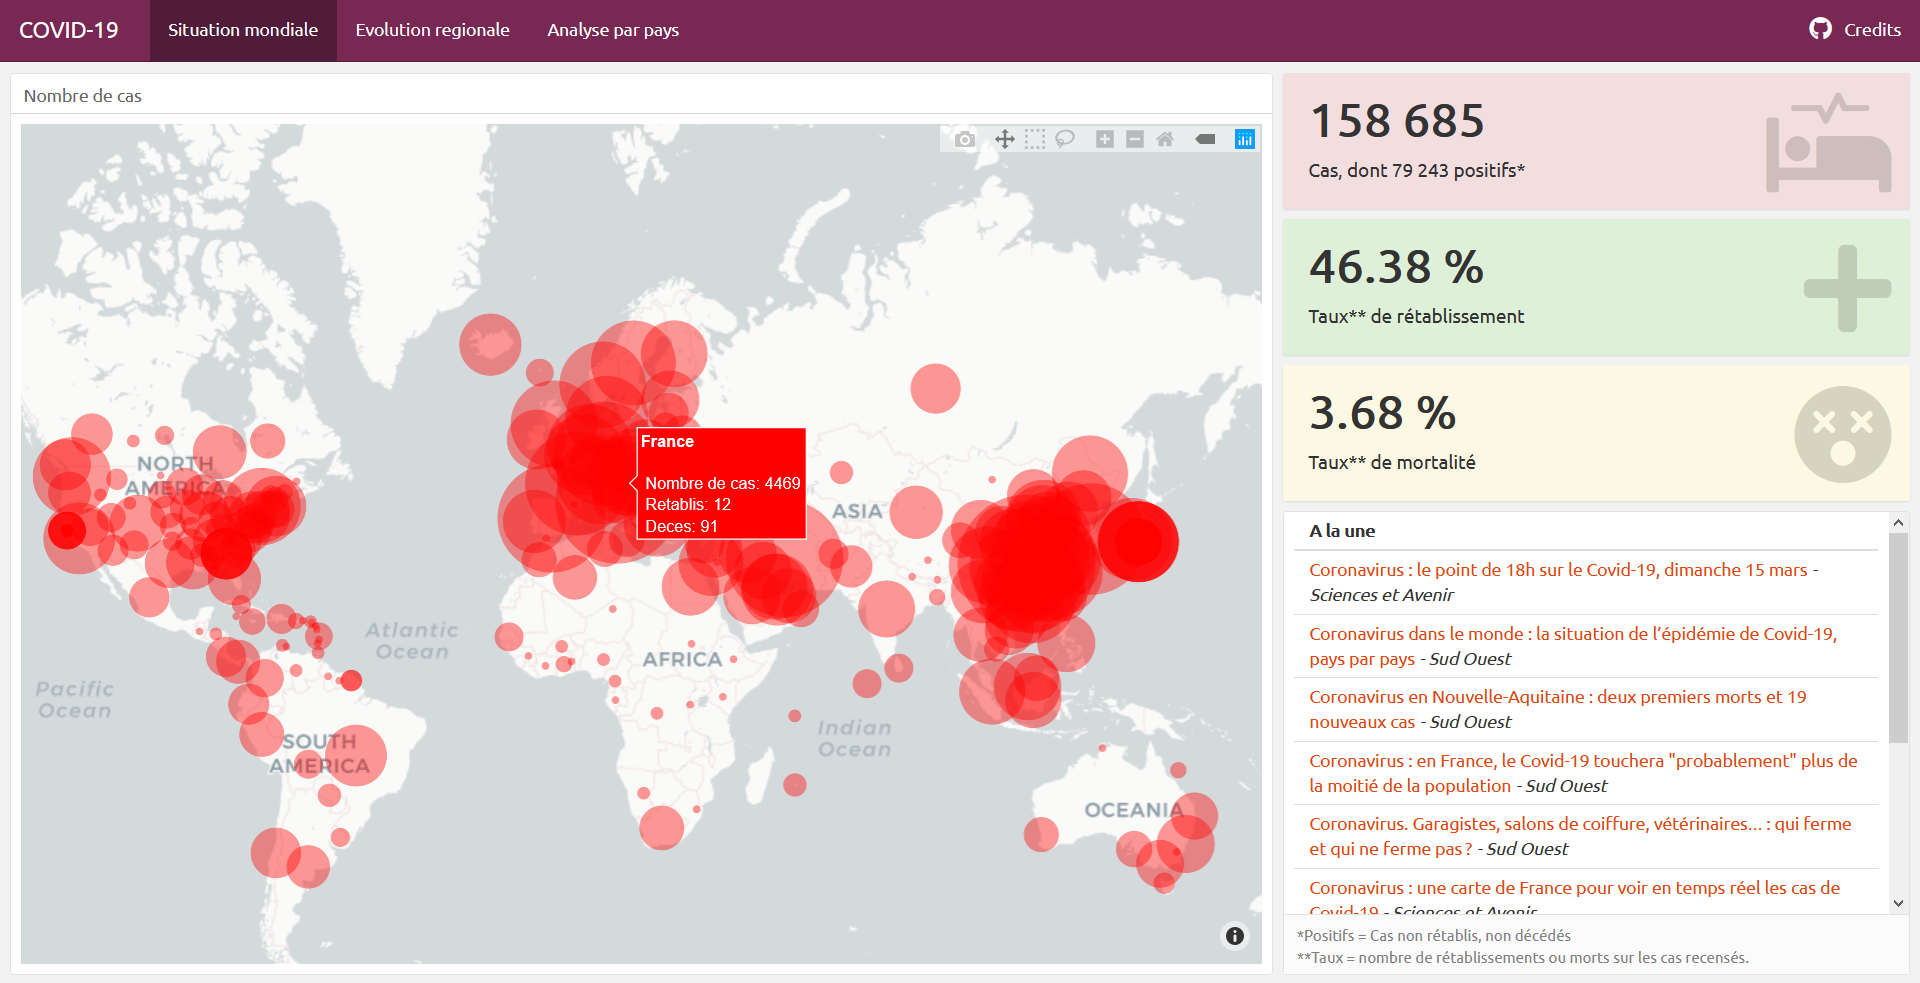 COVID-19
Situation mondiale
Evolution regionale
Analyse par pays
Credits
Nombre de cas
NORTH
AMERICA
Atlantic
Ocean
Pacific
Ocean
SOUTH
AMERICA
AFRICA
ASIA
Indian
Ocean
OCEANIA
France
Nombre de cas: 4469
Retablis: 12
Deces: 91
158 685
Cas, dont 79 243 positifs*
46.38 %
Taux** de rétablissement
3.68 %
Taux** de mortalité
A la une
Coronavirus : le point de 18h sur le Covid-19, dimanche 15 mars -
Sciences et Avenir
Coronavirus dans le monde : la situation de l’épidémie de Covid-19,
pays par pays - Sud Ouest
Coronavirus en Nouvelle-Aquitaine : deux premiers morts et 19
nouveaux cas - Sud Ouest
Coronavirus : en France, le Covid-19 touchera "probablement" plus de
la moitié de la population - Sud Ouest
Coronavirus. Garagistes, salons de coiffure, vétérinaires… : qui ferme
et qui ne ferme pas ? - Sud Ouest
Coronavirus : une carte de France pour voir en temps réel les cas de
Covid-19 - Sciences et Avenir
*Positifs = Cas non rétablis, non décédés
**Taux = nombre de rétablissements ou morts sur les cas recensés.